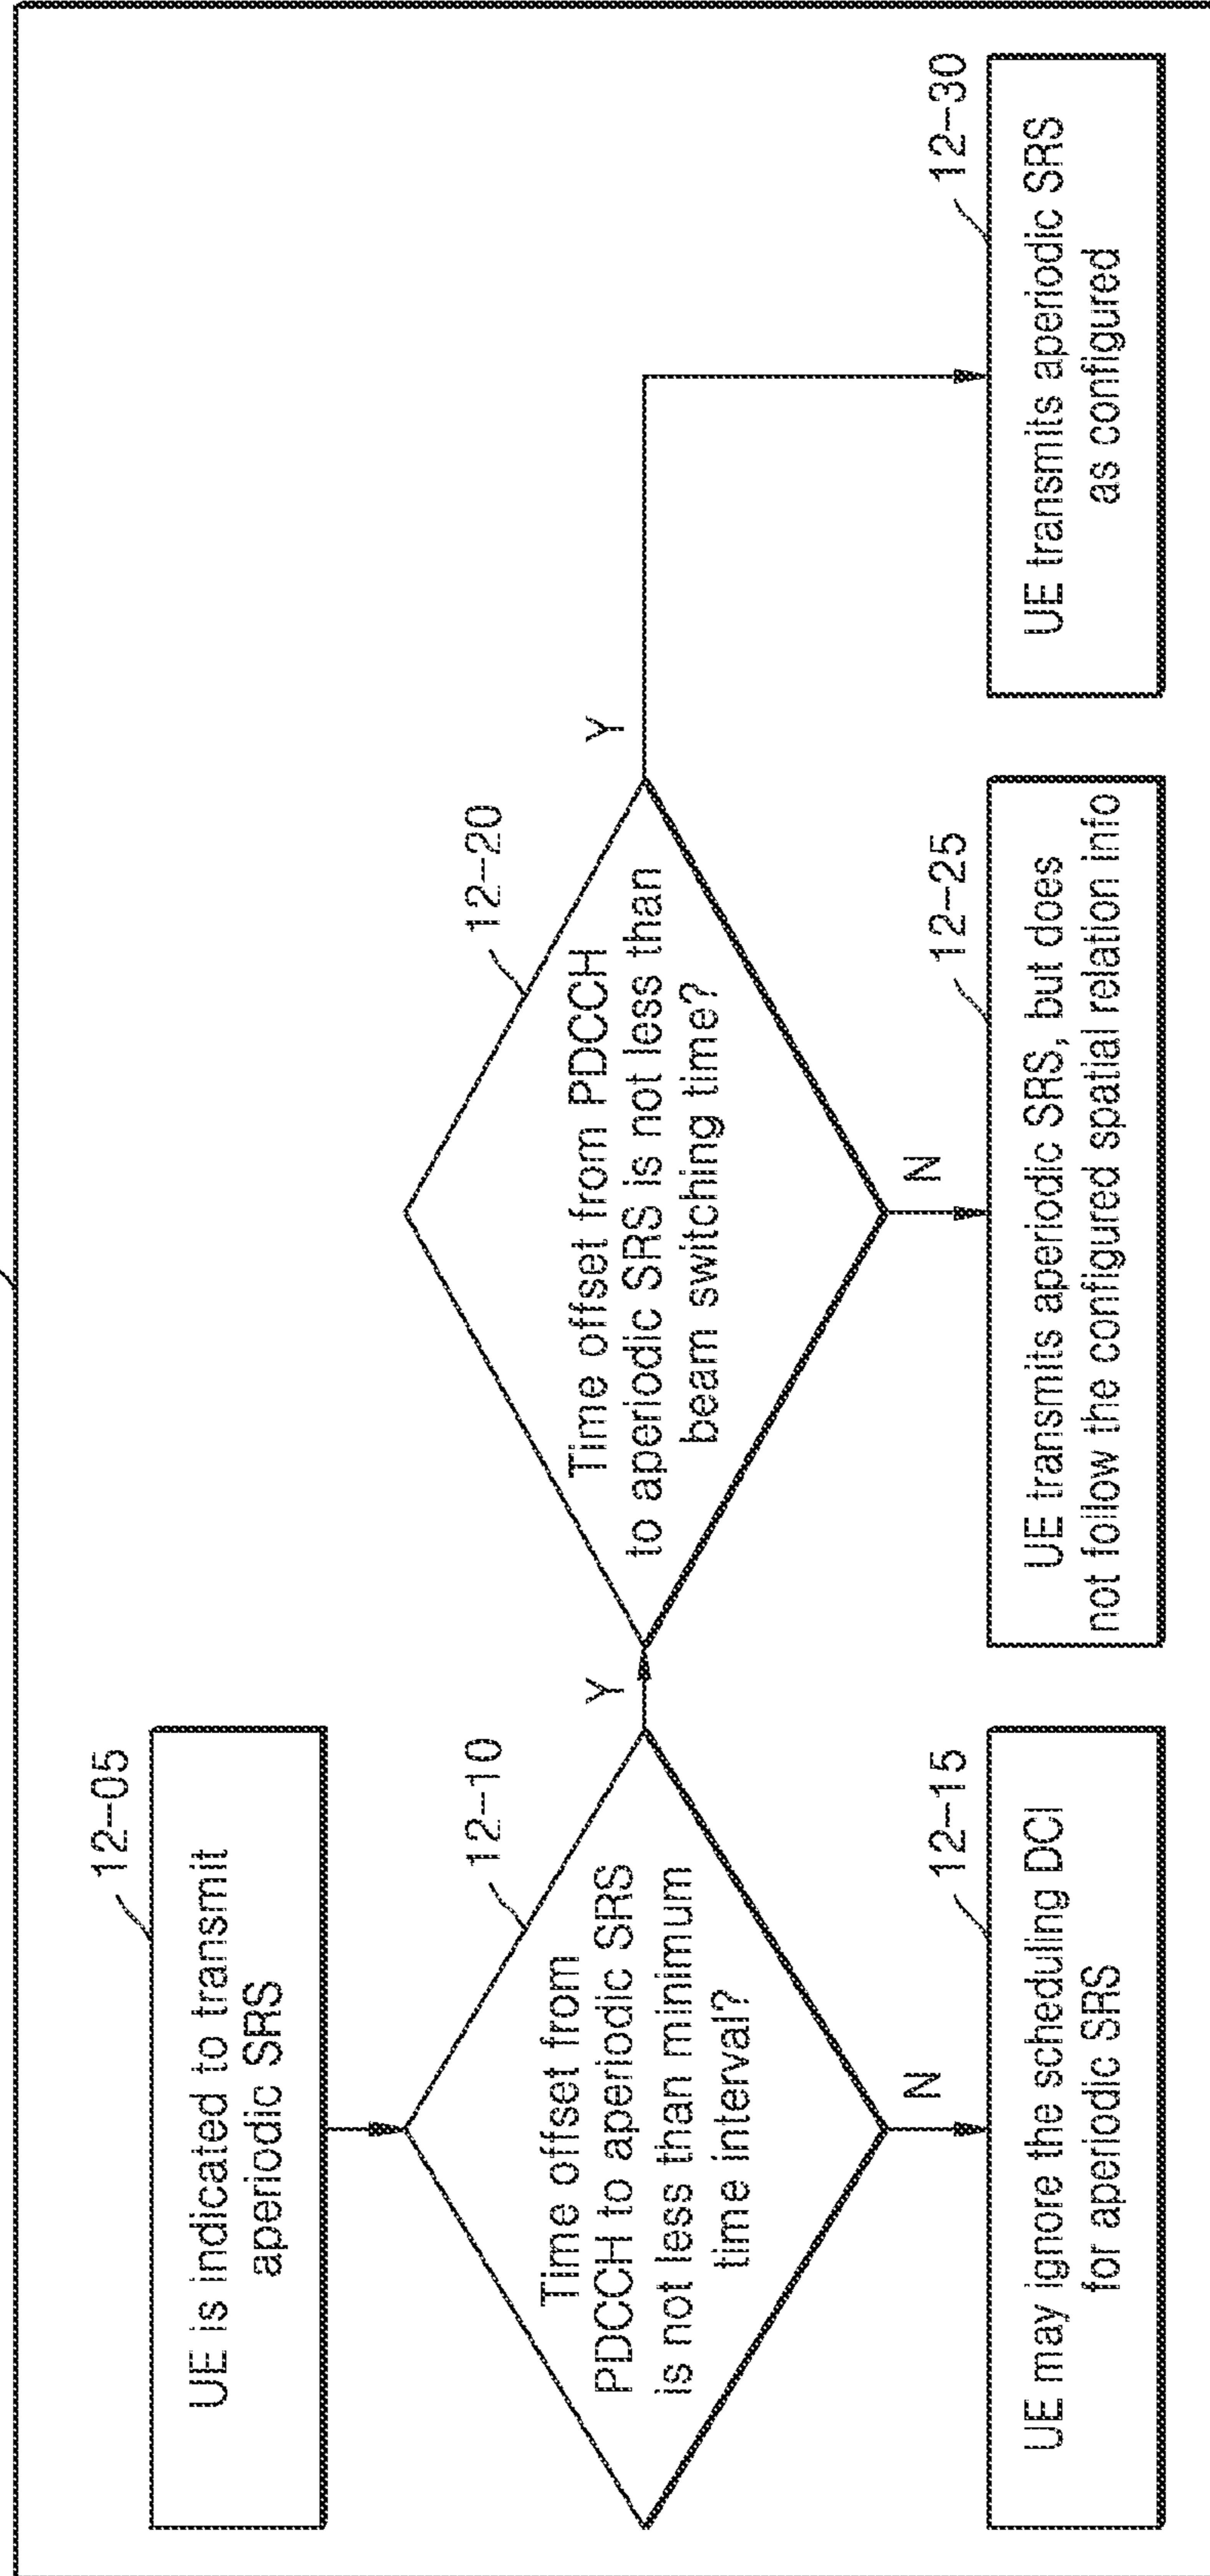 12-05
UE is indicated to transmit
aperiodic SRS
12-10
Time offset from
PDCCH to aperiodic SRS
is not less than minimum
time interval?
Y
N
12-15
UE may ignore the scheduling DCI
for aperiodic SRS
12-20
Time offset from PDCCH
to aperiodic SRS is not less than
beam switching time?
Y
N
12-25
UE transmits aperiodic SRS, but does
not follow the configured spatial relation info
12-30
UE transmits aperiodic SRS
as configured